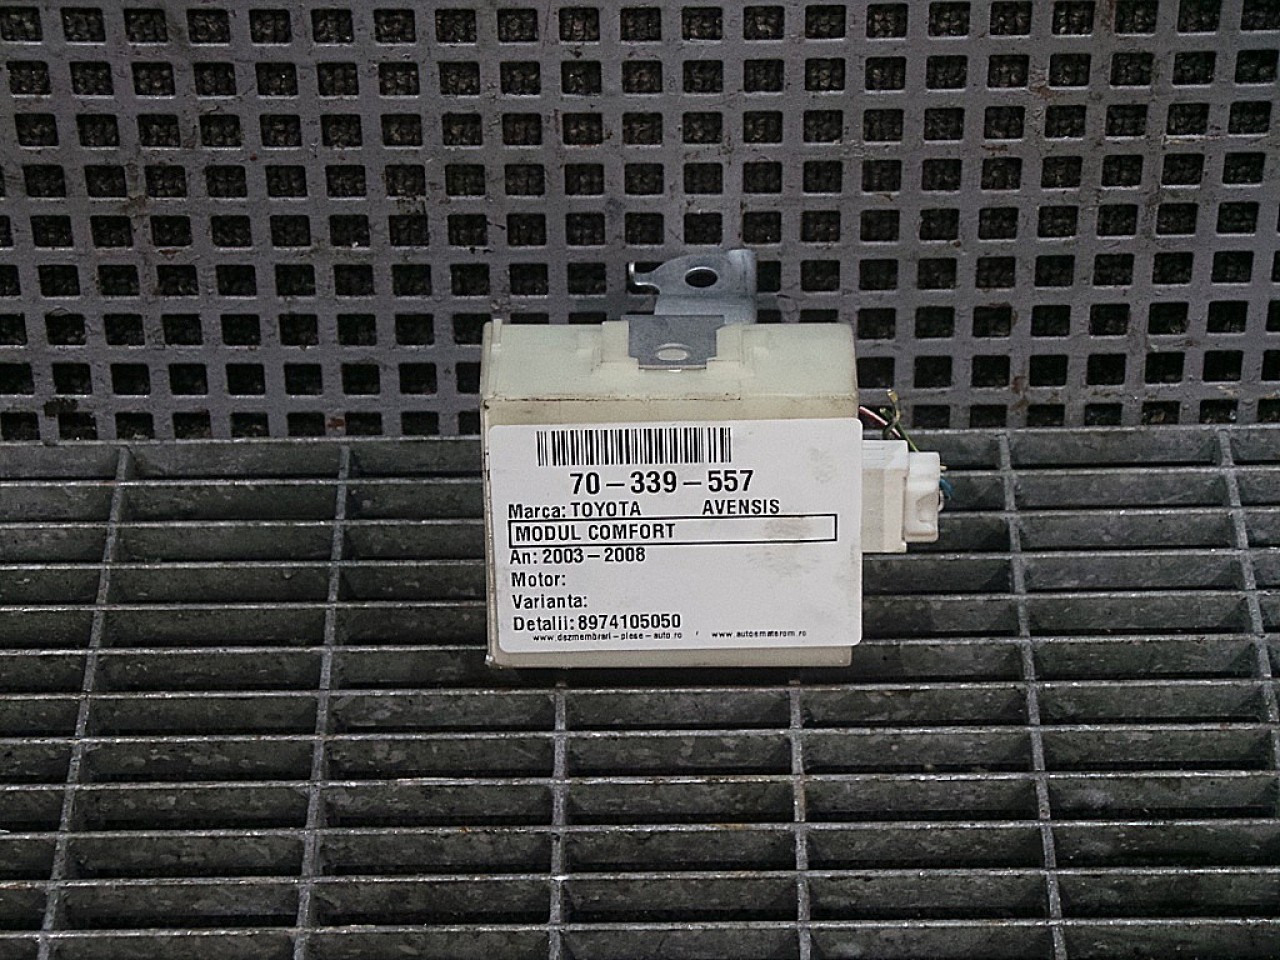 70-339-557
Marca: TOYOTA AVENSIS
MODUL COMFORT
An: 2003-2008
Motor:
Varianta:
Detalii: 8974105050
www.dezmembrari-piese-auto.ro / www.autoematerom.ro